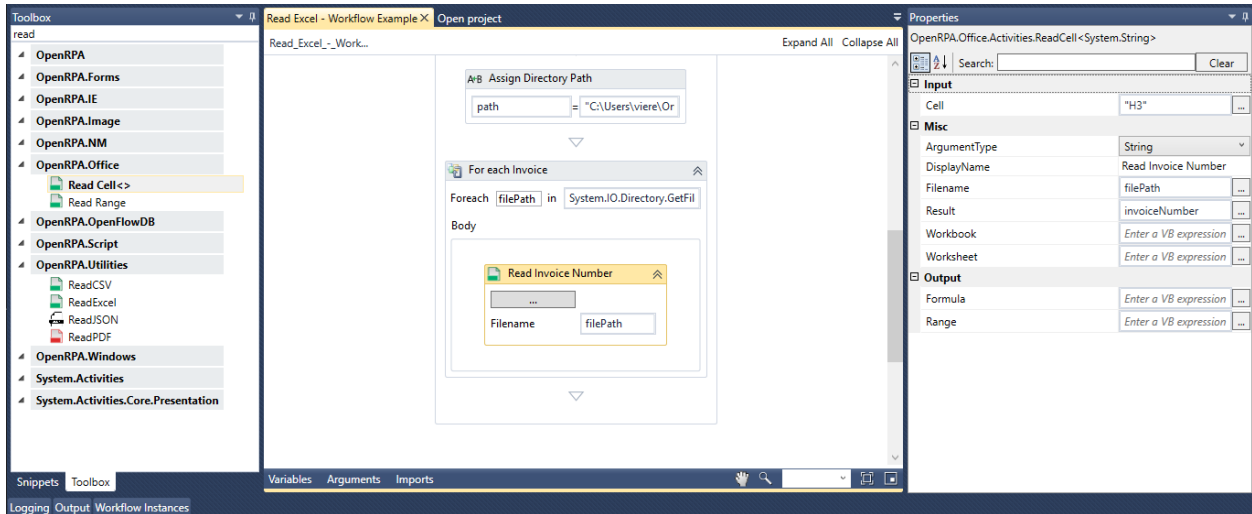 Toolbox
read
OpenRPA
OpenRPA.Forms
OpenRPA.IE
OpenRPA.Image
OpenRPA.NM
OpenRPA.Office
Read Cell<>
Read Range
OpenRPA.OpenFlowDB
OpenRPA.Script
OpenRPA.Utilities
ReadCSV
ReadExcel
ReadJSON
ReadPDF
OpenRPA.Windows
System.Activities
System.Activities.Core.Presentation
Snippets Toolbox
Logging Output Workflow Instances
Read Excel - Workflow Example Open project
Read_Excel_-_Work... Expand All Collapse All
A+B Assign Directory Path
path = "C:\Users\viere\Or
For each Invoice
Foreach filePath in System.IO.Directory.GetFil
Body
Read Invoice Number
...
Filename filePath
Variables Arguments Imports
Properties
OpenRPA.Office.Activities.ReadCell<System.String>
Search: Clear
Input
Cell "H3" ...
Misc
ArgumentType String
DisplayName Read Invoice Number
Filename filePath ...
Result invoiceNumber ...
Workbook Enter a VB expression ...
Worksheet Enter a VB expression ...
Output
Formula Enter a VB expression ...
Range Enter a VB expression ...